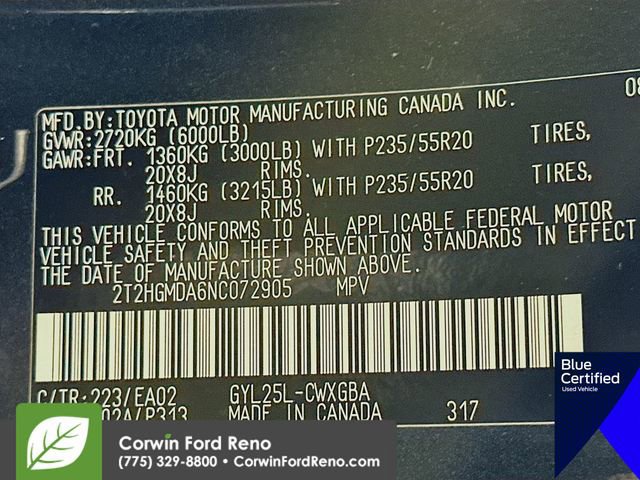 08
MFD.BY:TOYOTA MOTOR MANUFACTURING CANADA INC.
GVWR:2720KG (6000LB)
GAWR:FRT. 1360KG (3000LB) WITH P235/55R20 TIRES,
20X8J RIMS.
RR. 1460KG (3215LB) WITH P235/55R20 TIRES,
20X8J RIMS.
THIS VEHICLE CONFORMS TO ALL APPLICABLE FEDERAL MOTOR
VEHICLE SAFETY AND THEFT PREVENTION STANDARDS IN EFFECT
THE DATE OF MANUFACTURE SHOWN ABOVE.
2T2HGMDA6NC072905 MPV
C/TR:223/EA02 GYL25L-CWXGBA
02A/P313 MADE IN CANADA 317
Blue
Certified
Used Vehicle
Corwin Ford Reno
(775) 329-8800 • CorwinFordReno.com